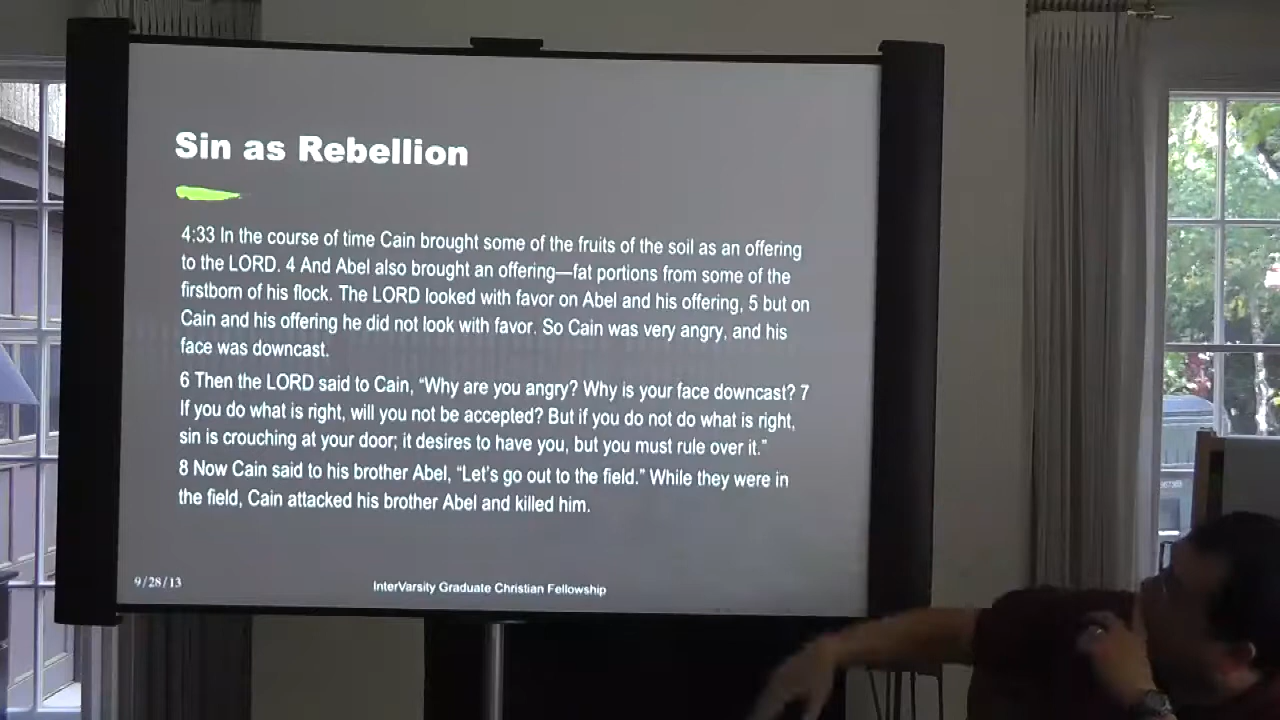 Sin as Rebellion
4:33 In the course of time Cain brought some of the fruits of the soil as an offering
to the LORD. 4 And Abel also brought an offering—fat portions from some of the
firstborn of his flock. The LORD looked with favor on Abel and his offering, 5 but on
Cain and his offering he did not look with favor. So Cain was very angry, and his
face was downcast.
6 Then the LORD said to Cain, “Why are you angry? Why is your face downcast? 7
If you do what is right, will you not be accepted? But if you do not do what is right,
sin is crouching at your door; it desires to have you, but you must rule over it.”
8 Now Cain said to his brother Abel, “Let’s go out to the field.” While they were in
the field, Cain attacked his brother Abel and killed him.
9/28/13
InterVarsity Graduate Christian Fellowship